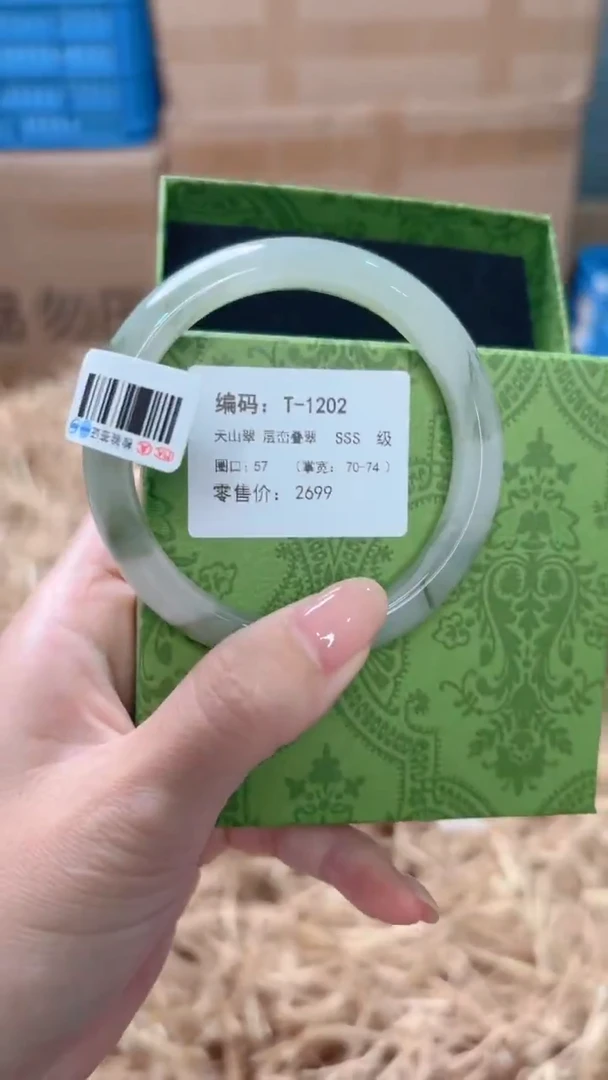 编码：T-1202
天山翠 层峦叠翠 SSS 级
圈口：57 （掌宽：70-74）
零售价：2699